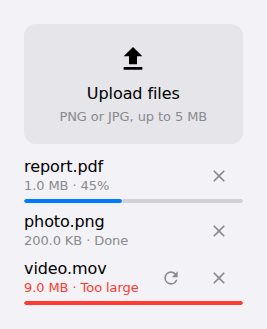 Upload files
PNG or JPG, up to 5 MB
report.pdf
1.0 MB · 45%
photo.png
200.0 KB · Done
video.mov
9.0 MB · Too large